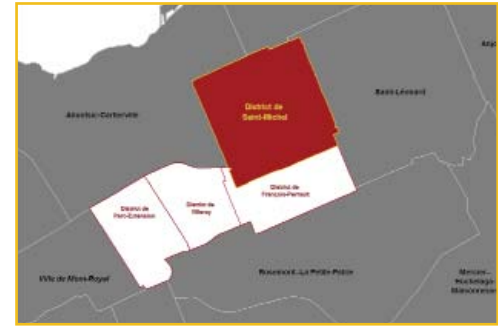 Anjo
District de
Saint-Michel
Saint-Léonard
Ahuntsic-Cartierville
District de
Parc-Extension
District de
Villeray
District de
François-Perrault
Ville de Mont-Royal
Rosemont–La Petite-Patrie
Mercier–
Hochelaga-
Maisonneuve